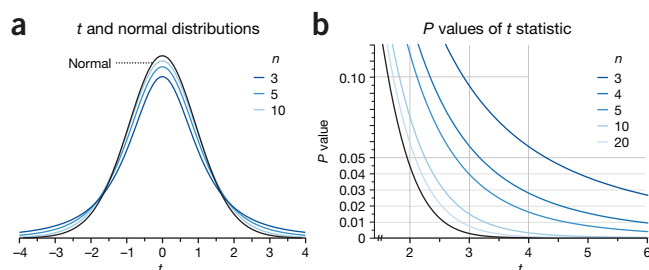 a
t and normal distributions
Normal
n
3
5
10
−4 −3 −2 −1 0 1 2 3 4
t
b
P values of t statistic
P value
0.10
0.05
0.04
0.03
0.02
0.01
0
n
3
4
5
10
20
2 3 4 5 6
t